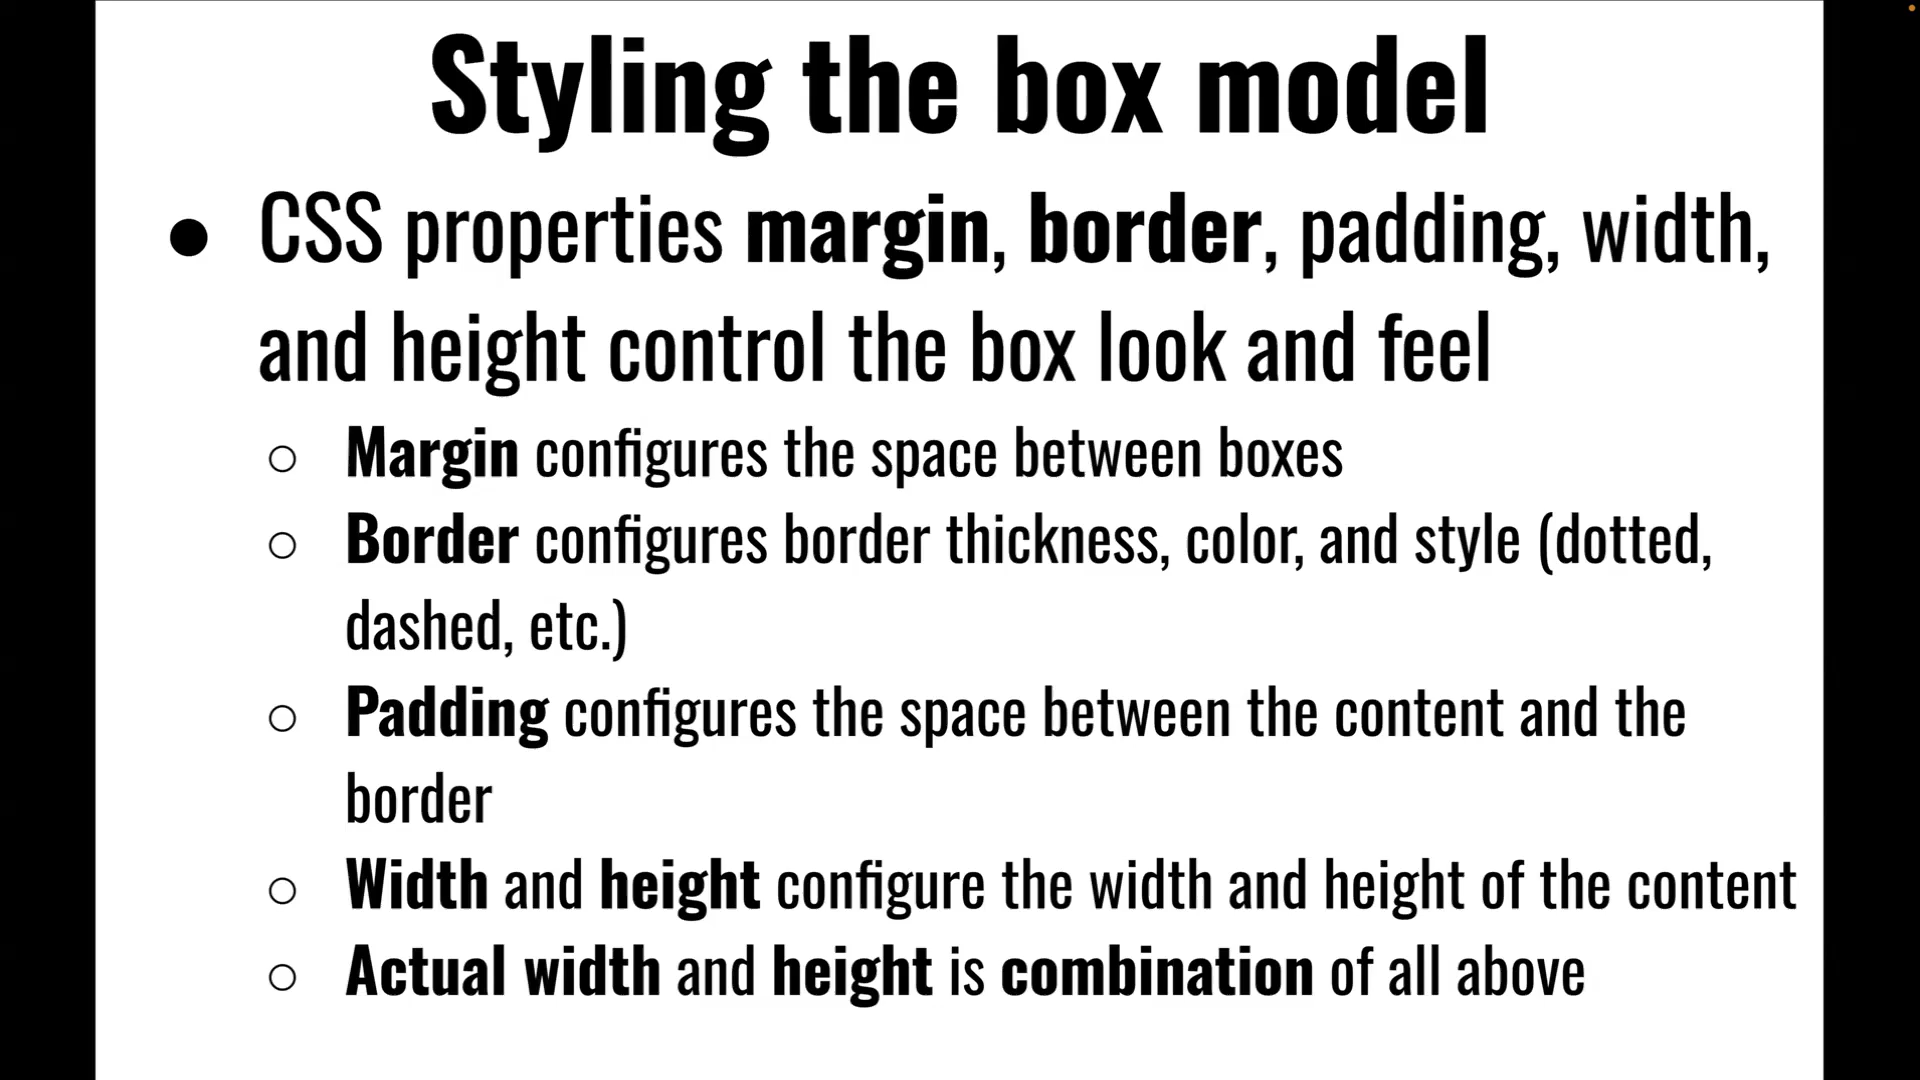 Styling the box model
● CSS properties margin, border, padding, width,
and height control the box look and feel
○ Margin configures the space between boxes
○ Border configures border thickness, color, and style (dotted,
dashed, etc.)
○ Padding configures the space between the content and the
border
○ Width and height configure the width and height of the content
○ Actual width and height is combination of all above